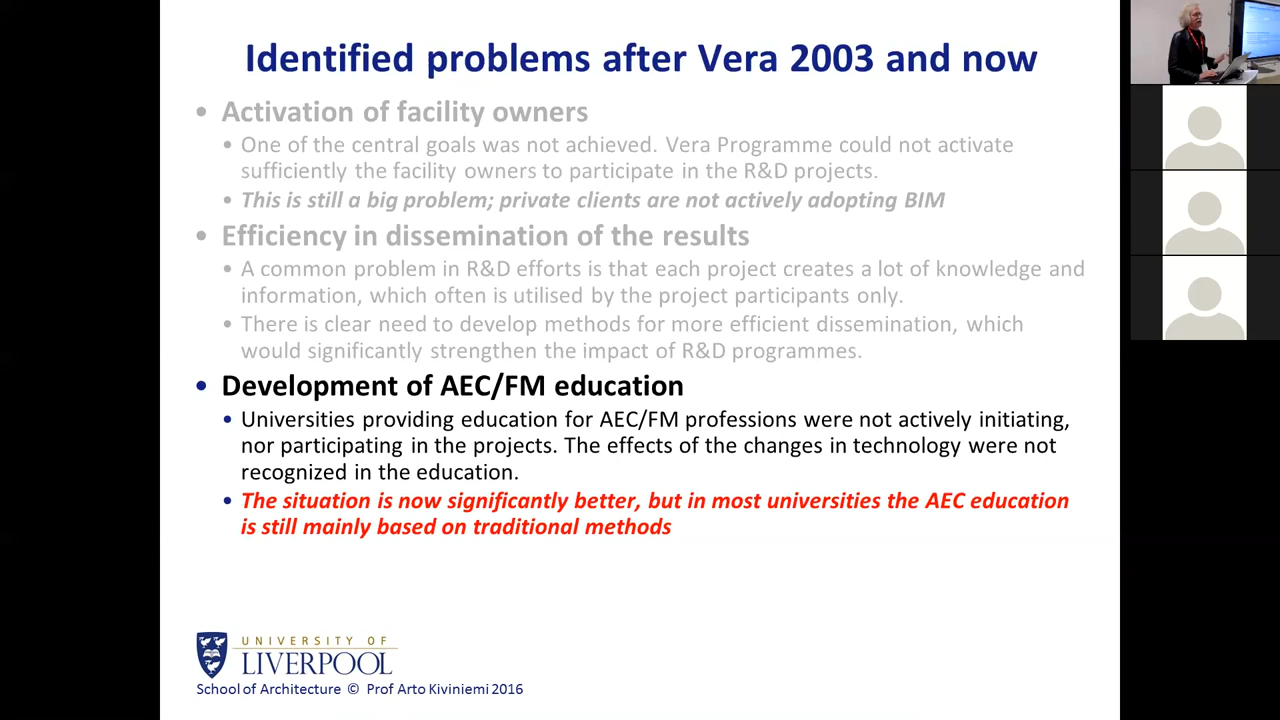 Identified problems after Vera 2003 and now
• Activation of facility owners
• One of the central goals was not achieved. Vera Programme could not activate
sufficiently the facility owners to participate in the R&D projects.
• This is still a big problem; private clients are not actively adopting BIM
• Efficiency in dissemination of the results
• A common problem in R&D efforts is that each project creates a lot of knowledge and
information, which often is utilised by the project participants only.
• There is clear need to develop methods for more efficient dissemination, which
would significantly strengthen the impact of R&D programmes.
• Development of AEC/FM education
• Universities providing education for AEC/FM professions were not actively initiating,
nor participating in the projects. The effects of the changes in technology were not
recognized in the education.
• The situation is now significantly better, but in most universities the AEC education
is still mainly based on traditional methods
UNIVERSITY OF
LIVERPOOL
School of Architecture © Prof Arto Kiviniemi 2016